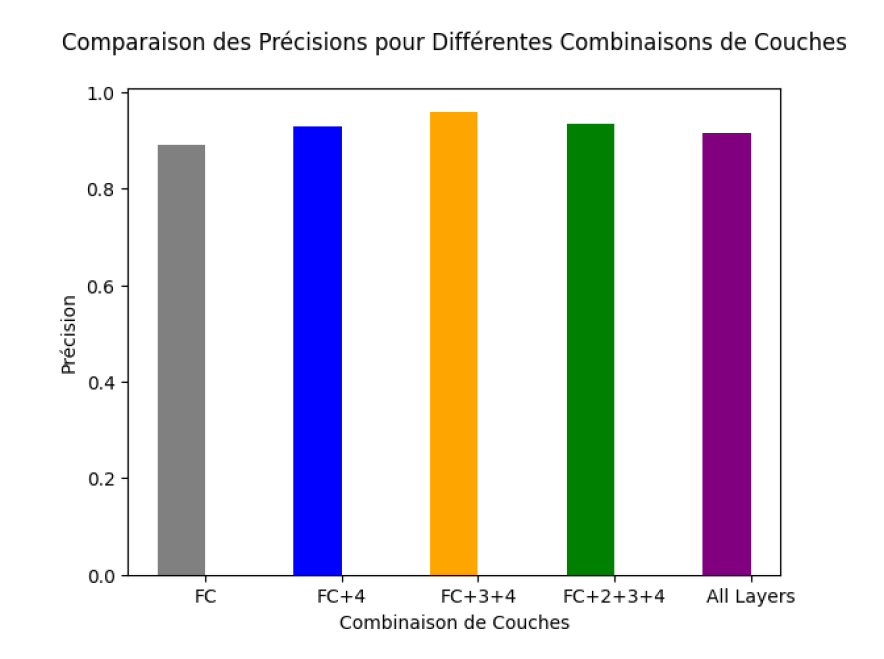 Comparaison des Précisions pour Différentes Combinaisons de Couches
1.0
0.8
0.6
0.4
0.2
0.0
Précision
FC
FC+4
FC+3+4
FC+2+3+4
All Layers
Combinaison de Couches